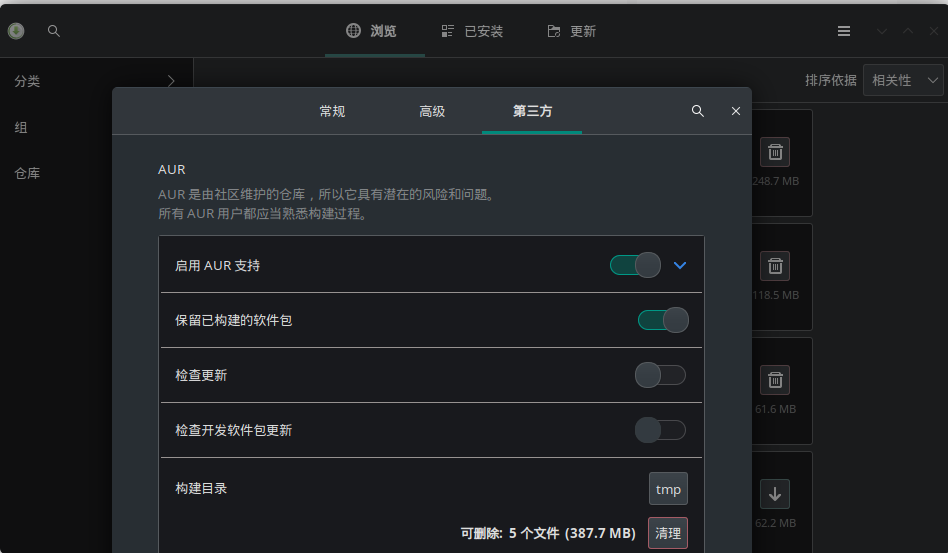 浏览
已安装
更新
分类
组
仓库
排序依据
相关性
常规
高级
第三方
AUR
AUR 是由社区维护的仓库，所以它具有潜在的风险和问题。
所有 AUR 用户都应当熟悉构建过程。
启用 AUR 支持
保留已构建的软件包
检查更新
检查开发软件包更新
构建目录
tmp
可删除: 5 个文件 (387.7 MB)
清理
248.7 MB
118.5 MB
61.6 MB
62.2 MB